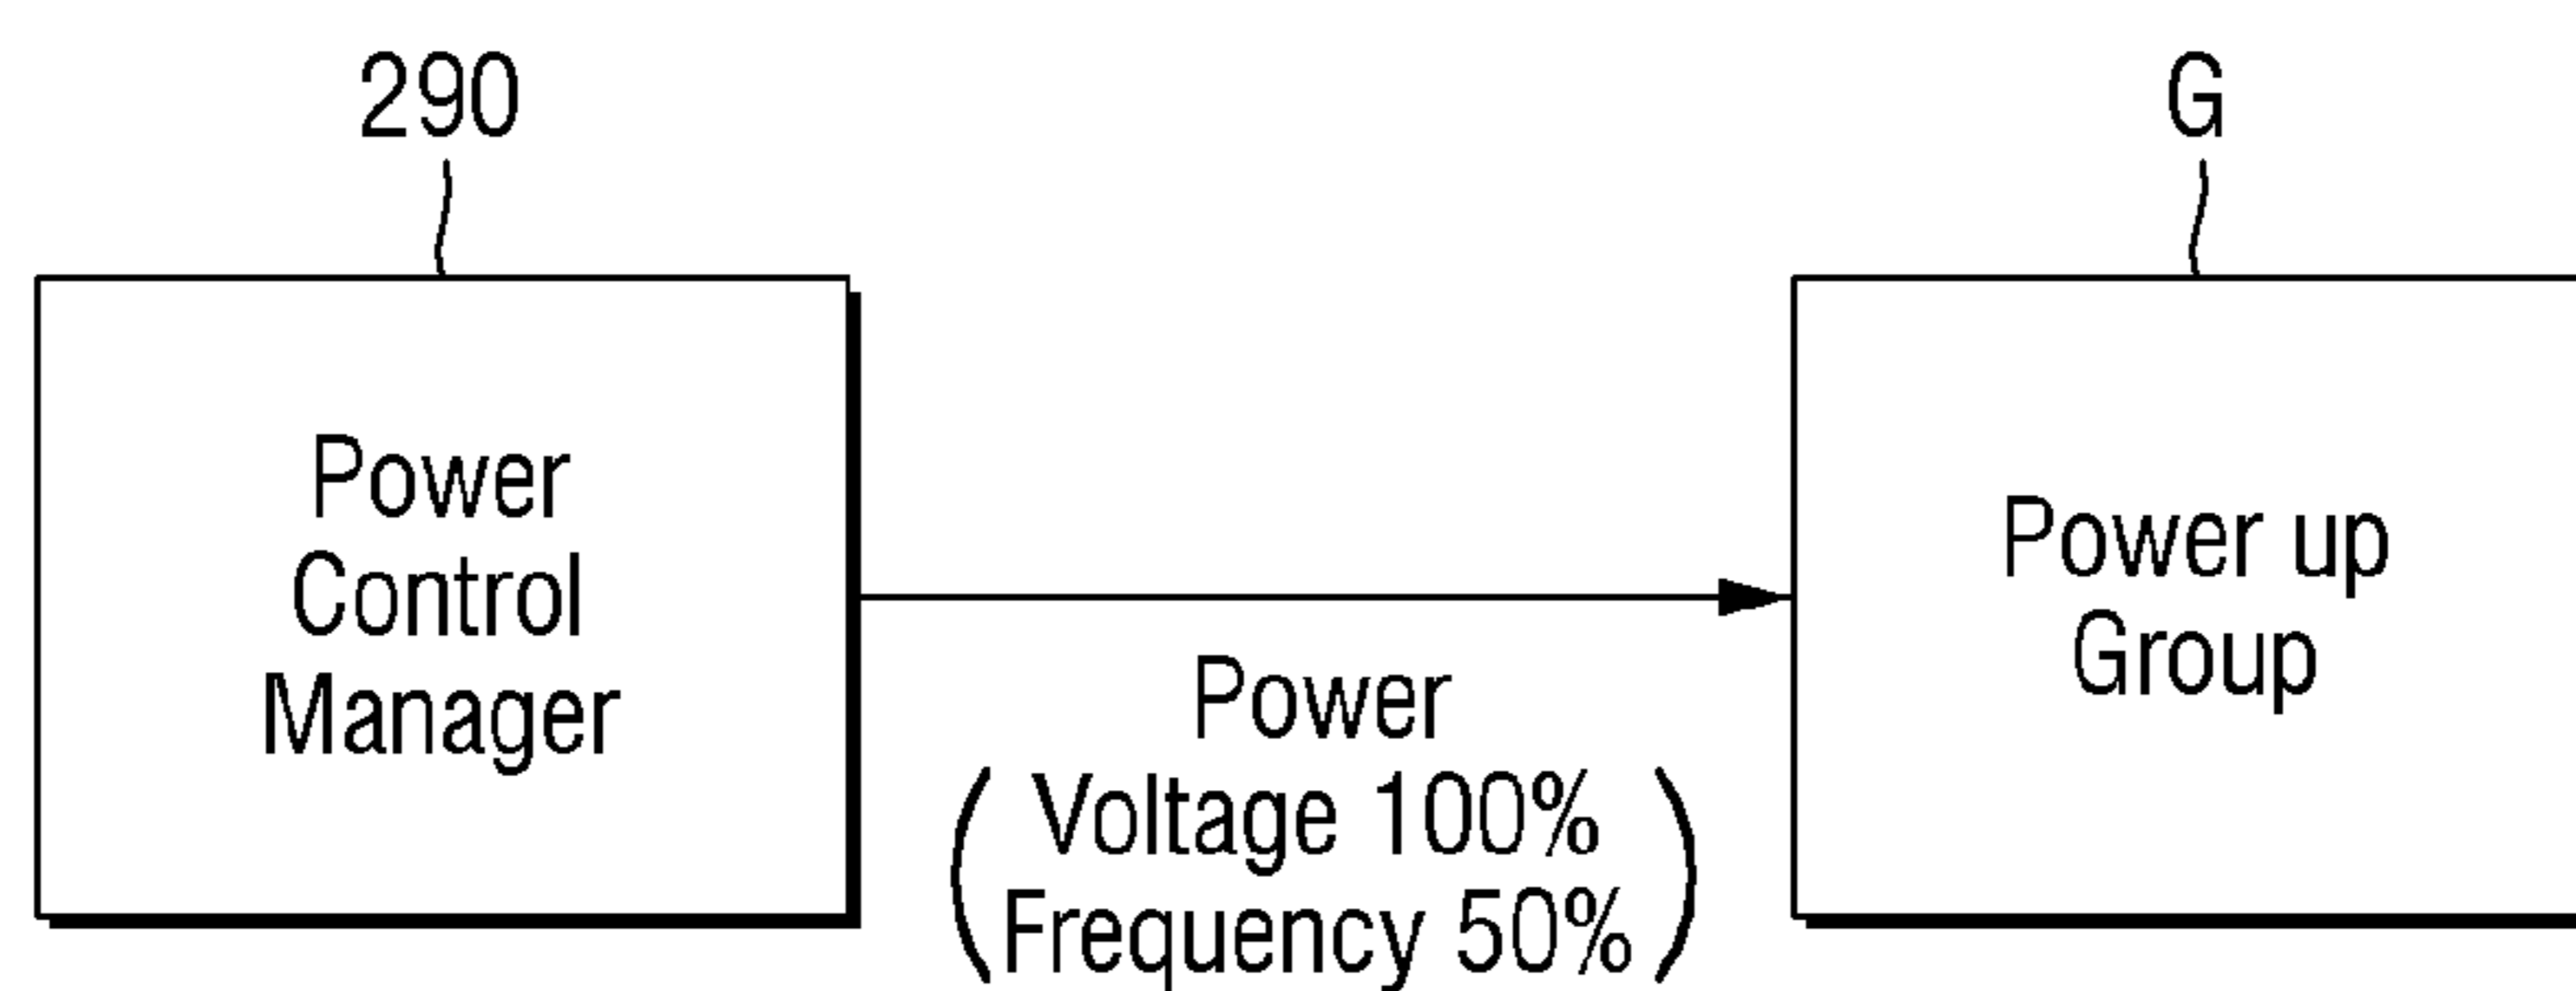 290
G
Power
Control
Manager
Power up
Group
Power
Voltage 100%
Frequency 50%